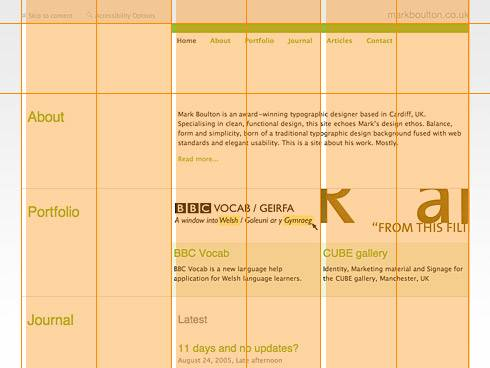 Skip to content
Accessibility Options
markboulton.co.uk
Home About Portfolio Journal Articles Contact
About
Mark Boulton is an award-winning typographic designer based in Cardiff, UK.
Specialising in clean, functional design, this site echoes Mark's design ethos. Balance,
form and simplicity, born of a traditional typographic design background fused with web
standards and elegant usability. This is a site about his work. Mostly.
Read more...
Portfolio
BBC VOCAB / GEIRFA
A window into Welsh / Goleuni ar y Gymraeg
R ar
“FROM THIS FILT
BBC Vocab
BBC Vocab is a new language help
application for Welsh language learners.
CUBE gallery
Identity, Marketing material and Signage for
the CUBE gallery, Manchester, UK
Journal
Latest
11 days and no updates?
August 24, 2005, Late afternoon